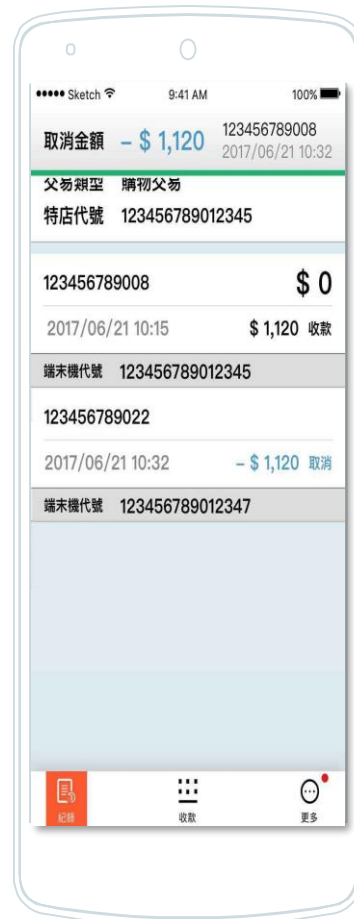 Sketch 9:41 AM 100%
取消金額 – $ 1,120 123456789008
2017/06/21 10:32
交易類型 購物交易
特店代號 123456789012345
123456789008 $ 0
2017/06/21 10:15 $ 1,120 收款
端末機代號 123456789012345
123456789022
2017/06/21 10:32 – $ 1,120 取消
端末機代號 123456789012347
紀錄 收款 更多